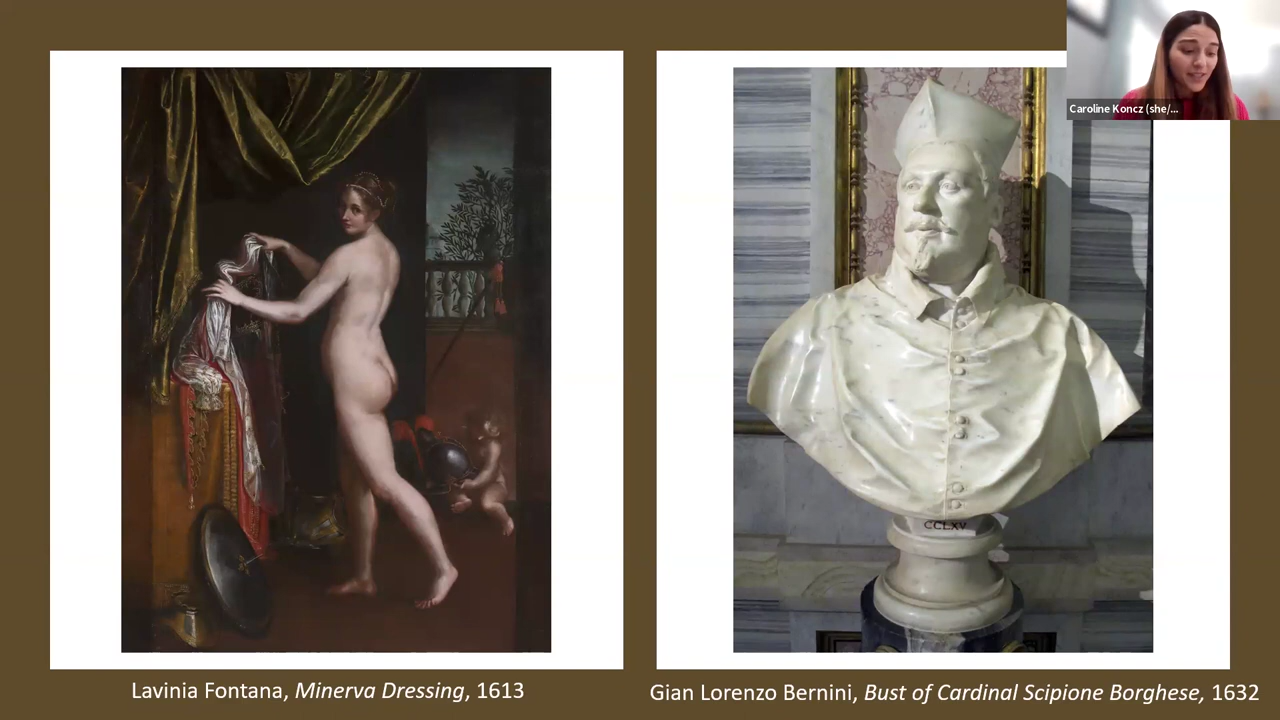 Caroline Koncz (she/...
CCLXV
Lavinia Fontana, Minerva Dressing, 1613
Gian Lorenzo Bernini, Bust of Cardinal Scipione Borghese, 1632